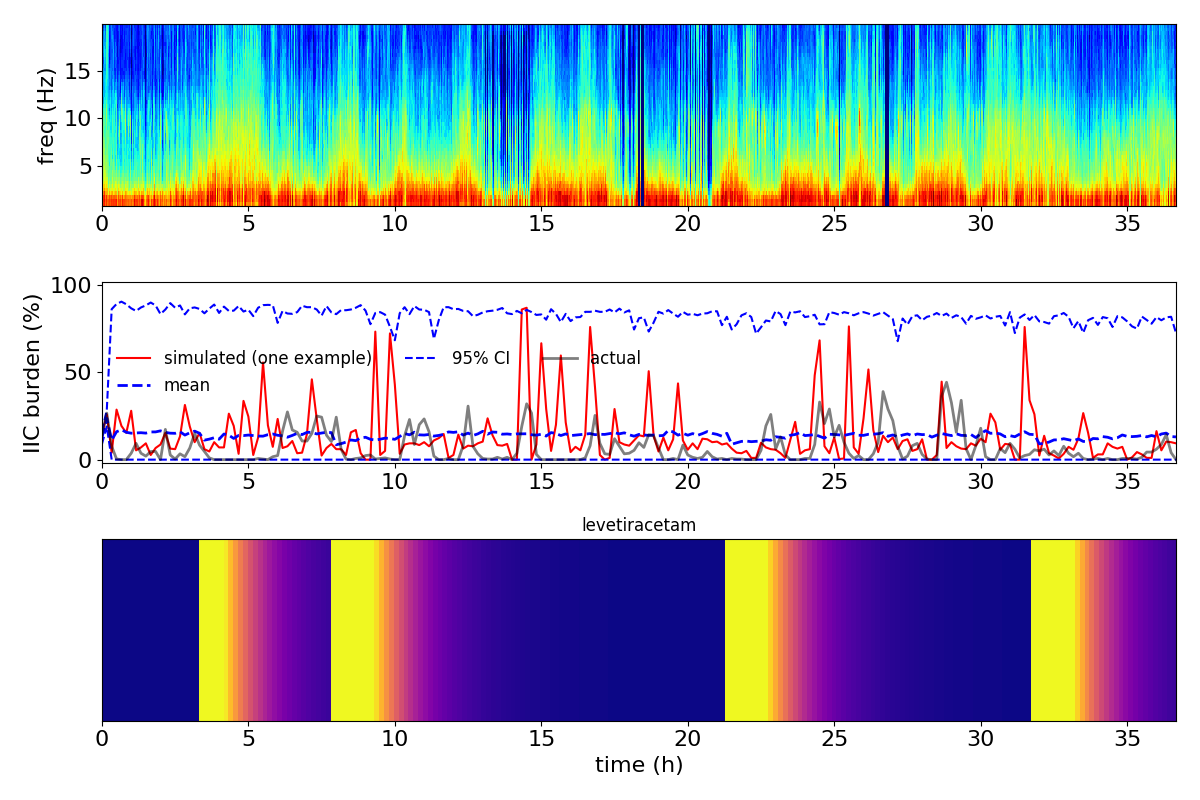 freq (Hz)
15
10
5
0 5 10 15 20 25 30 35
IIC burden (%)
100
50
0
simulated (one example) 95% CI actual
mean
0 5 10 15 20 25 30 35
levetiracetam
0 5 10 15 20 25 30 35
time (h)